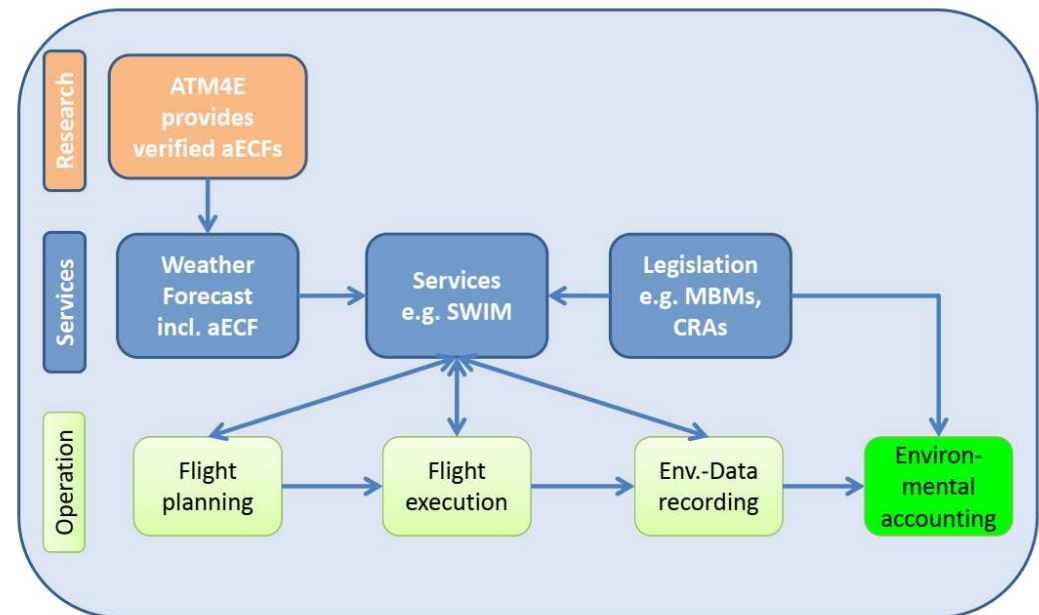 Research
ATM4E
provides
verified aECFs
Services
Weather
Forecast
incl. aECF
Services
e.g. SWIM
Legislation
e.g. MBMs,
CRAs
Operation
Flight
planning
Flight
execution
Env.-Data
recording
Environ-
mental
accounting